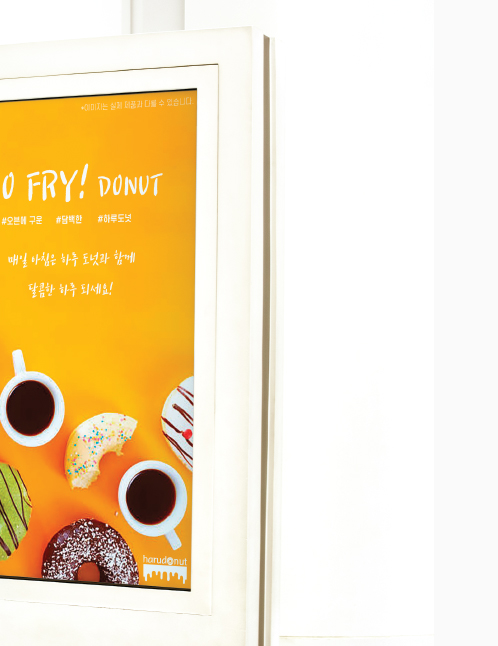 *이미지는 실제 제품과 다를 수 있습니다.
O FRY! DONUT
#오븐에 구운 #담백한 #하루도넛
매일 아침은 하루 도넛과 함께
달콤한 하루 되세요!
harudonut